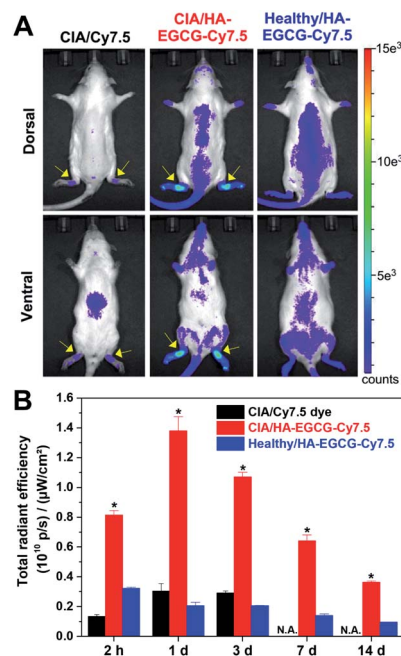 A
CIA/Cy7.5
CIA/HA-
EGCG-Cy7.5
Healthy/HA-
EGCG-Cy7.5
Dorsal
Ventral
15e³
10e³
5e³
counts
B
Total radiant efficiency
(10¹⁰ p/s) / (µW/cm²)
1.6
1.4
1.2
1.0
0.8
0.6
0.4
0.2
0.0
CIA/Cy7.5 dye
CIA/HA-EGCG-Cy7.5
Healthy/HA-EGCG-Cy7.5
*
*
*
*
*
N.A.
N.A.
2 h
1 d
3 d
7 d
14 d